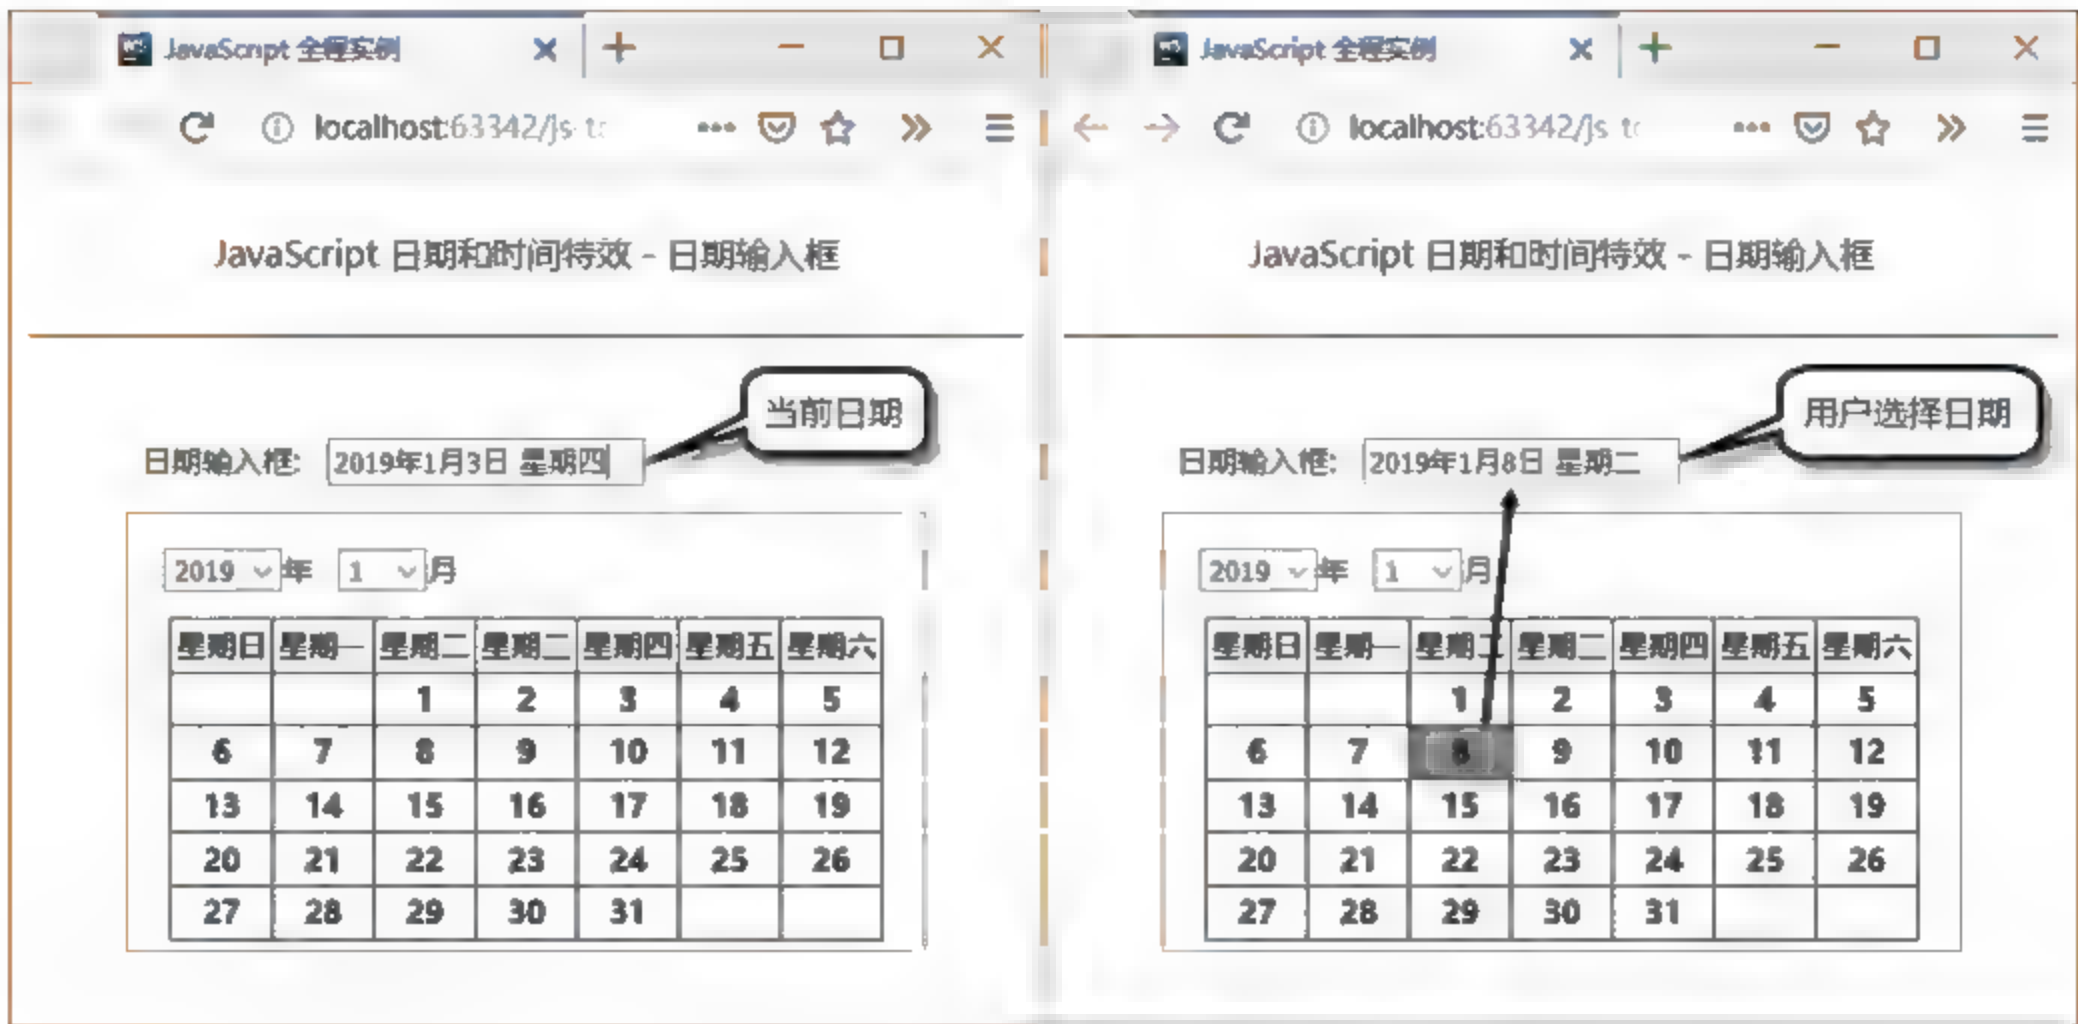 JavaScript 全程实例
localhost:63342/js
JavaScript 日期和时间特效 - 日期输入框
当前日期
日期输入框: 2019年1月3日 星期四
2019 年 1 月
星期日 星期一 星期二 星期二 星期四 星期五 星期六
1 2 3 4 5
6 7 8 9 10 11 12
13 14 15 16 17 18 19
20 21 22 23 24 25 26
27 28 29 30 31
JavaScript 全程实例
localhost:63342/js
JavaScript 日期和时间特效 - 日期输入框
用户选择日期
日期输入框: 2019年1月8日 星期二
2019 年 1 月
星期日 星期一 星期二 星期二 星期四 星期五 星期六
1 2 3 4 5
6 7 8 9 10 11 12
13 14 15 16 17 18 19
20 21 22 23 24 25 26
27 28 29 30 31